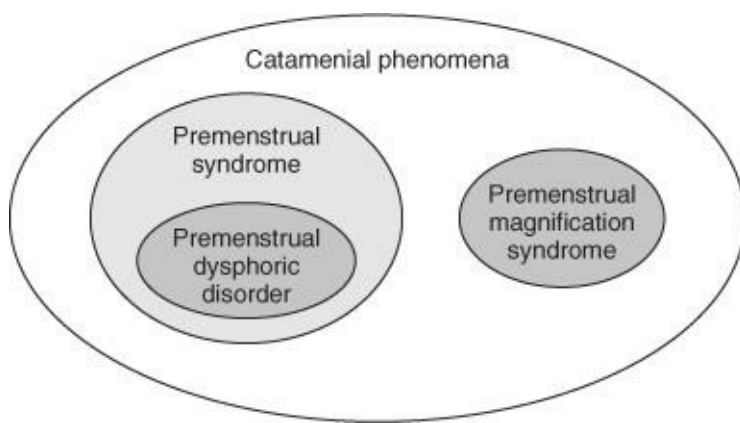 Catamenial phenomena
Premenstrual
syndrome
Premenstrual
dysphoric
disorder
Premenstrual
magnification
syndrome